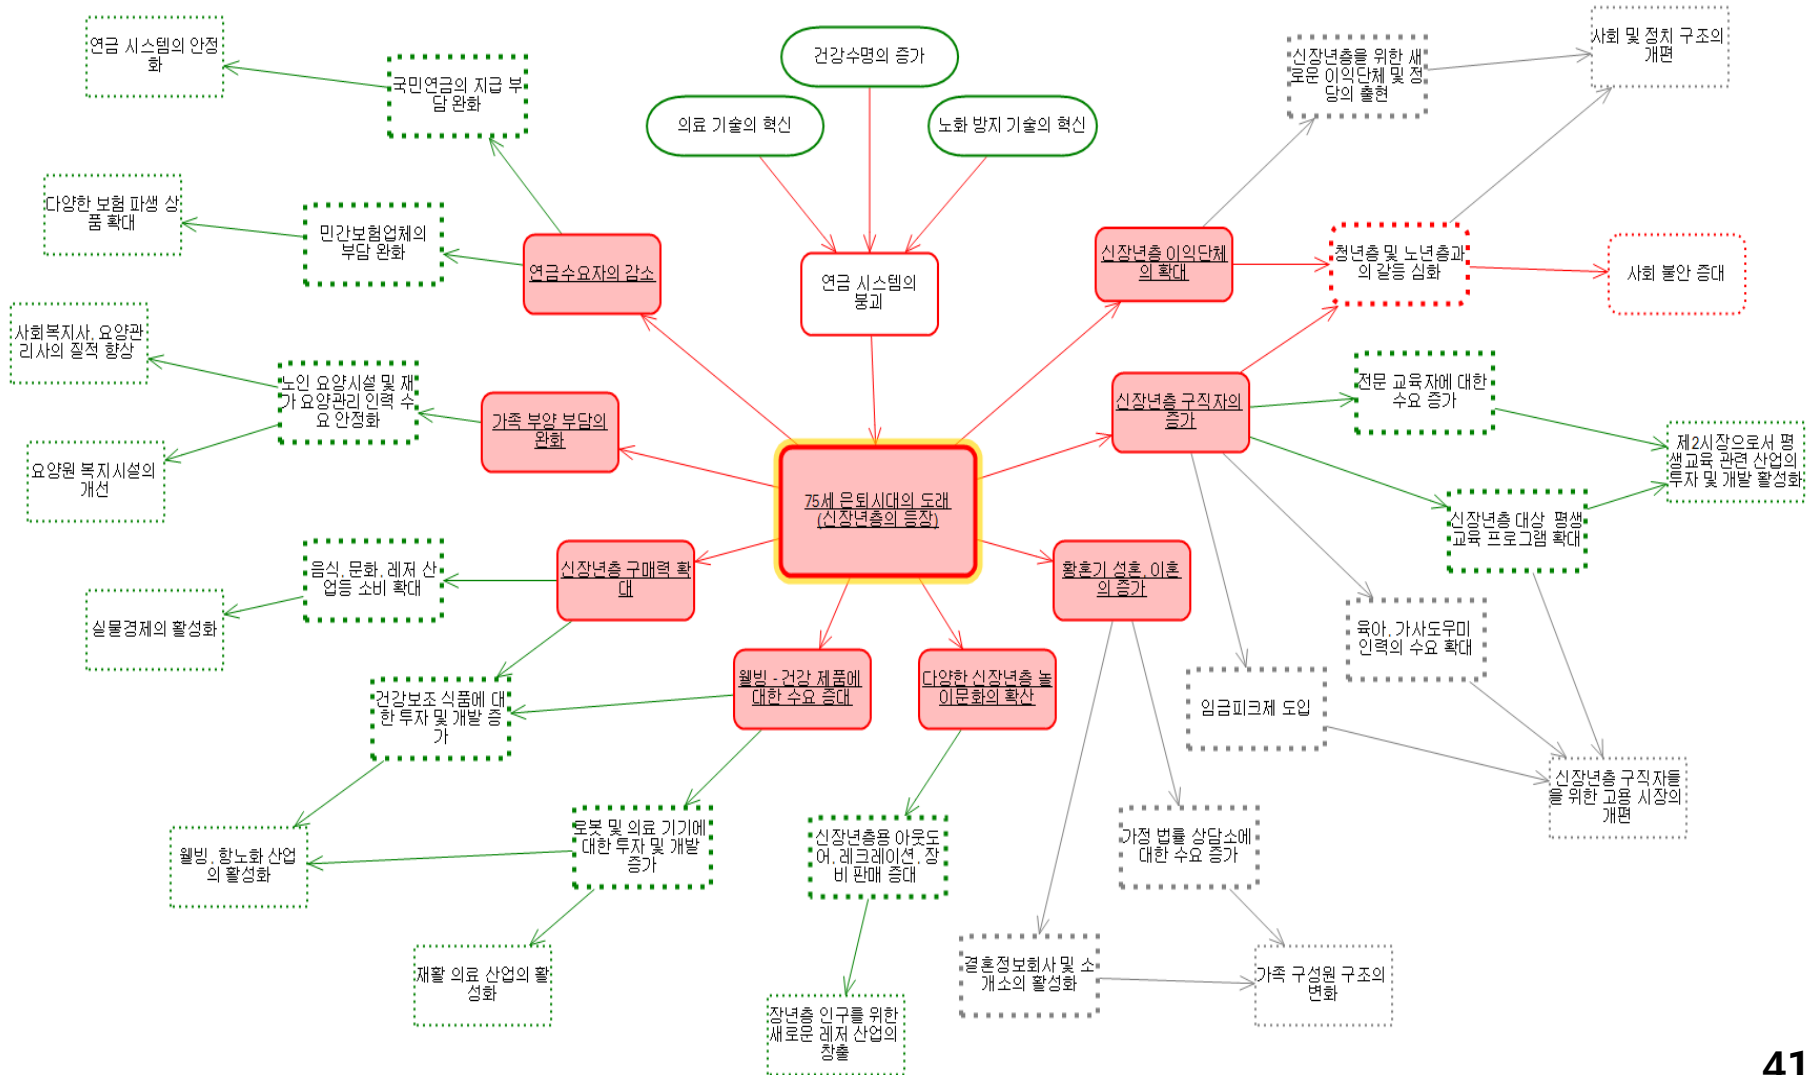 연금 시스템의 안정
화
국민연금의 지급 부
담 완화
건강수명의 증가
의료 기술의 혁신
노화 방지 기술의 혁신
신장년층을 위한 새
로운 이익단체 및 정
당의 출현
사회 및 정치 구조의
개편
다양한 보험 파생 상
품 확대
민간보험업체의
부담 완화
연금수요자의 감소
연금 시스템의
붕괴
신장년층 이익단체
의 확대
청년층 및 노년층과
의 갈등 심화
사회 불안 증대
사회복지사, 요양관
리사의 질적 향상
노인 요양시설 및 재
가 요양관리 인력 수
요 안정화
가족 부양 부담의
완화
신장년층 구직자의
증가
전문 교육자에 대한
수요 증가
제2시장으로서 평
생교육 관련 산업의
투자 및 개발 활성화
요양원 복지시설의
개선
75세 은퇴시대의 도래
(신장년층의 등장)
신장년층 대상 평생
교육 프로그램 확대
음식, 문화, 레저 산
업등 소비 확대
신장년층 구매력 확
대
황혼기 성혼, 이혼
의 증가
실물경제의 활성화
육아, 가사도우미
인력의 수요 확대
건강보조 식품에 대
한 투자 및 개발 증
가
웰빙 - 건강 제품에
대한 수요 증대
다양한 신장년층 놀
이문화의 확산
임금피크제 도입
신장년층 구직자들
을 위한 고용 시장의
개편
웰빙, 항노화 산업
의 활성화
로봇 및 의료 기기에
대한 투자 및 개발
증가
신장년층용 아웃도
어, 레크레이션, 장
비 판매 증대
가정 법률 상담소에
대한 수요 증가
재활 의료 산업의 활
성화
장년층 인구를 위한
새로운 레저 산업의
창출
결혼정보회사 및 소
개소의 활성화
가족 구성원 구조의
변화
41